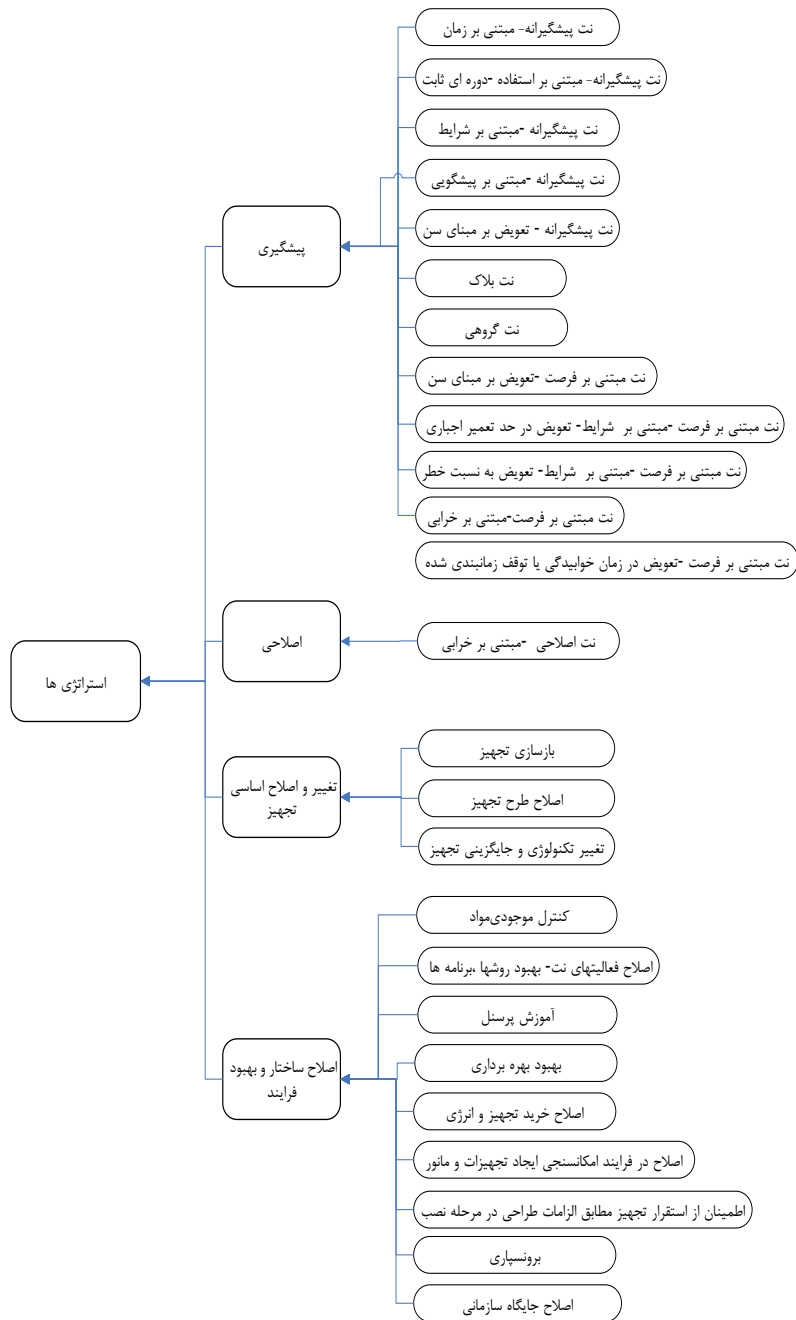 نت پیشگیرانه- مبتنی بر زمان
نت پیشگیرانه- مبتنی بر استفاده -دوره ای ثابت
نت پیشگیرانه -مبتنی بر شرایط
نت پیشگیرانه -مبتنی بر پیشگویی
نت پیشگیرانه - تعویض بر مبنای سن
پیشگیری
نت بلاک
نت گروهی
نت مبتنی بر فرصت -تعویض بر مبنای سن
نت مبتنی بر فرصت -مبتنی بر شرایط- تعویض در حد تعمیر اجباری
نت مبتنی بر فرصت -مبتنی بر شرایط- تعویض به نسبت خطر
نت مبتنی بر فرصت-مبتنی بر خرابی
نت مبتنی بر فرصت -تعویض در زمان خوابیدگی یا توقف زمانبندی شده
نت اصلاحی -مبتنی بر خرابی
اصلاحی
استراتژی ها
بازسازی تجهیز
اصلاح طرح تجهیز
تغییر و اصلاح اساسی
تجهیز
تغییر تکنولوژی و جایگزینی تجهیز
کنترل موجودی‌مواد
اصلاح فعالیتهای نت- بهبود روشها ،برنامه ها
آموزش پرسنل
بهبود بهره برداری
اصلاح ساختار و بهبود
فرایند
اصلاح خرید تجهیز و انرژی
اصلاح در فرایند امکانسنجی ایجاد تجهیزات و مانور
اطمینان از استقرار تجهیز مطابق الزامات طراحی در مرحله نصب
برونسپاری
اصلاح جایگاه سازمانی